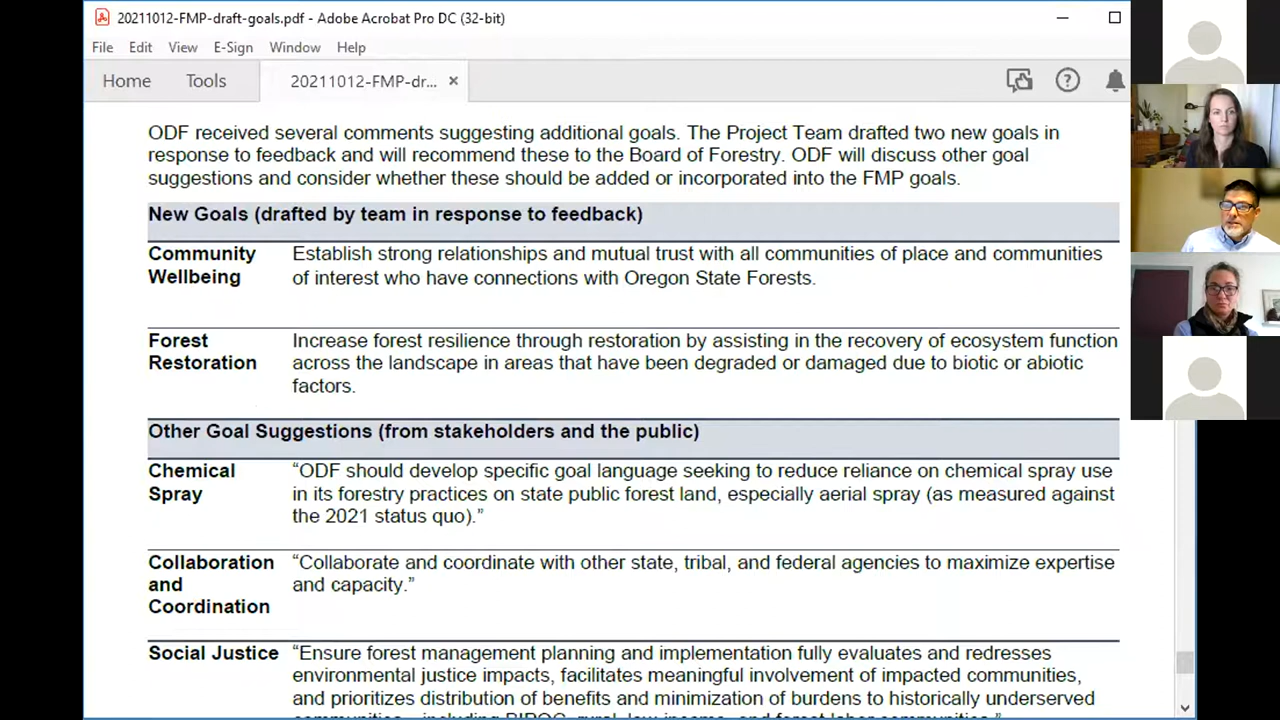 20211012-FMP-draft-goals.pdf - Adobe Acrobat Pro DC (32-bit)
File Edit View E-Sign Window Help
Home Tools 20211012-FMP-dr... ×
ODF received several comments suggesting additional goals. The Project Team drafted two new goals in
response to feedback and will recommend these to the Board of Forestry. ODF will discuss other goal
suggestions and consider whether these should be added or incorporated into the FMP goals.
New Goals (drafted by team in response to feedback)
Community Wellbeing
Establish strong relationships and mutual trust with all communities of place and communities
of interest who have connections with Oregon State Forests.
Forest Restoration
Increase forest resilience through restoration by assisting in the recovery of ecosystem function
across the landscape in areas that have been degraded or damaged due to biotic or abiotic
factors.
Other Goal Suggestions (from stakeholders and the public)
Chemical Spray
“ODF should develop specific goal language seeking to reduce reliance on chemical spray use
in its forestry practices on state public forest land, especially aerial spray (as measured against
the 2021 status quo).”
Collaboration and Coordination
“Collaborate and coordinate with other state, tribal, and federal agencies to maximize expertise
and capacity.”
Social Justice
“Ensure forest management planning and implementation fully evaluates and redresses
environmental justice impacts, facilitates meaningful involvement of impacted communities,
and prioritizes distribution of benefits and minimization of burdens to historically underserved
communities – including BIPOC, rural, low-income, and forest labor communities.”